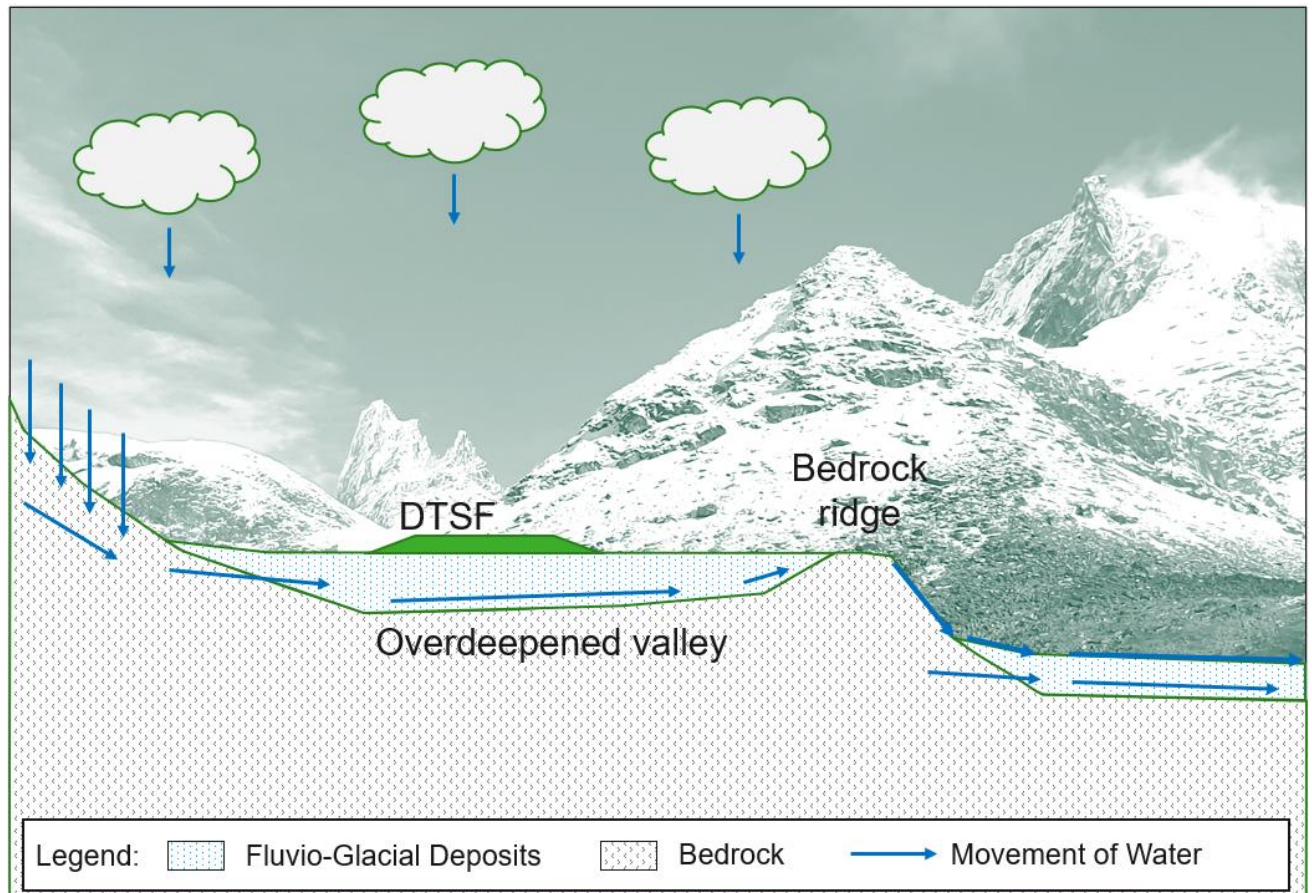 DTSF
Bedrock
ridge
Overdeepened valley
Legend: Fluvio-Glacial Deposits Bedrock Movement of Water